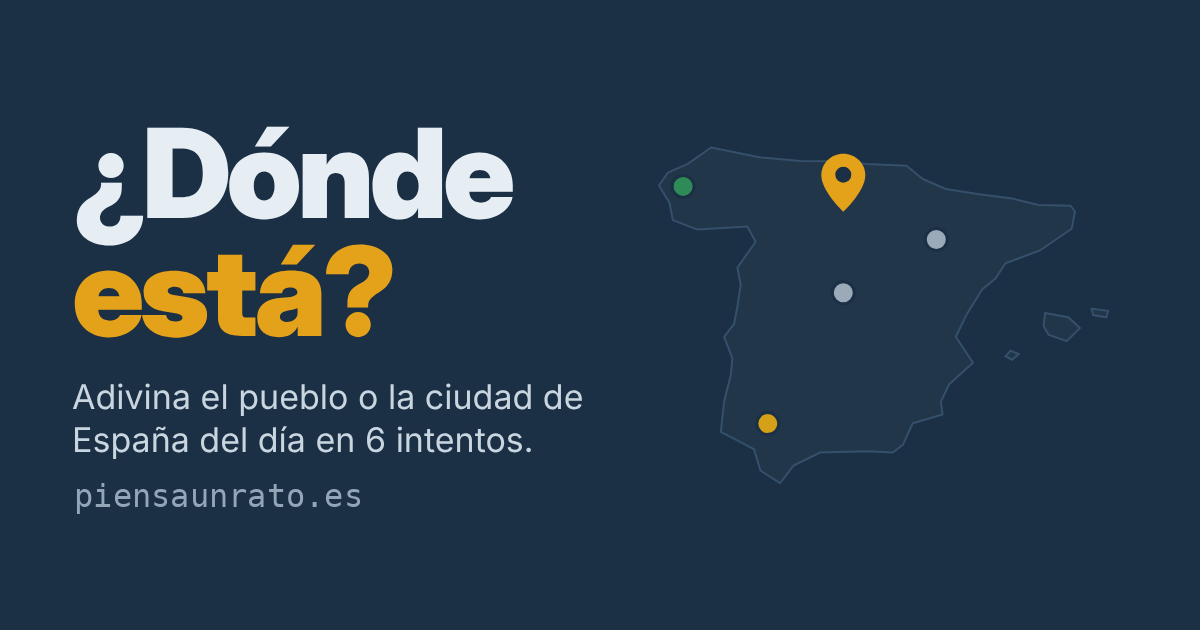 ¿Dónde
está?
Adivina el pueblo o la ciudad de
España del día en 6 intentos.
piensaunrato.es